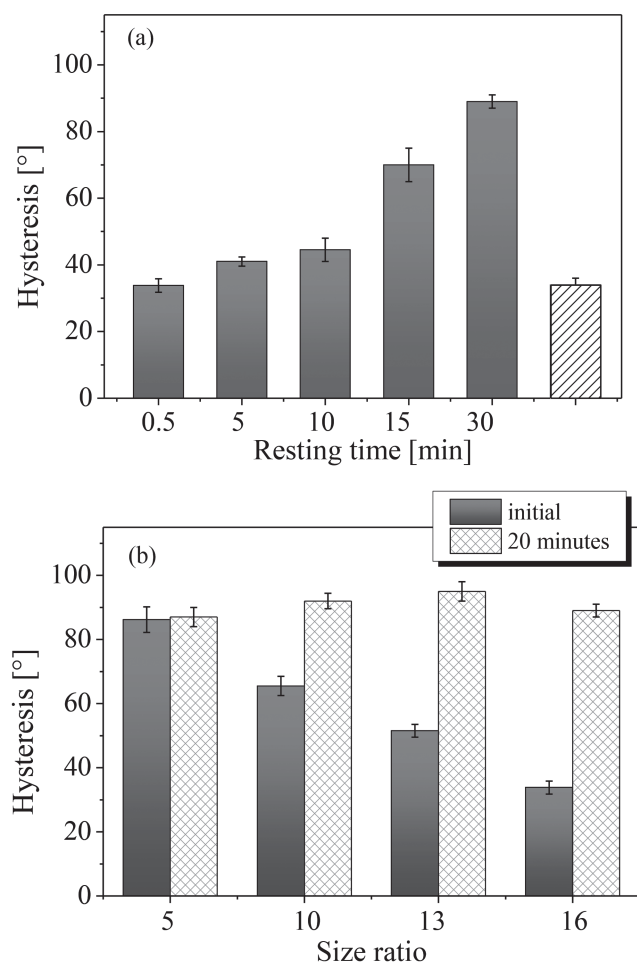 (a)
100
80
60
40
20
0
Hysteresis [°]
0.5 5 10 15 30
Resting time [min]
initial
20 minutes
(b)
100
80
60
40
20
0
Hysteresis [°]
5 10 13 16
Size ratio